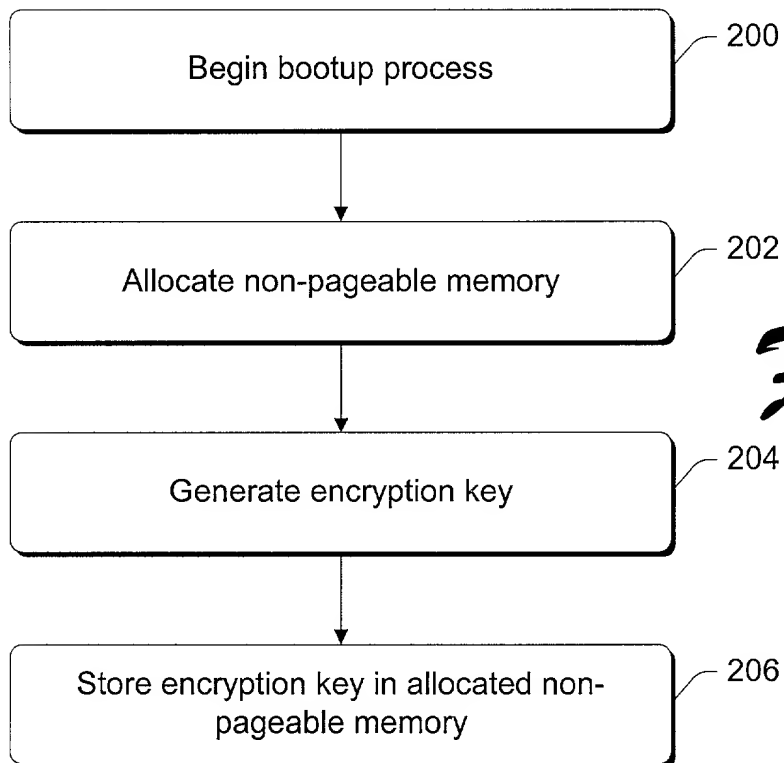 Begin bootup process
200
Allocate non-pageable memory
202
Generate encryption key
204
Store encryption key in allocated non-
pageable memory
206